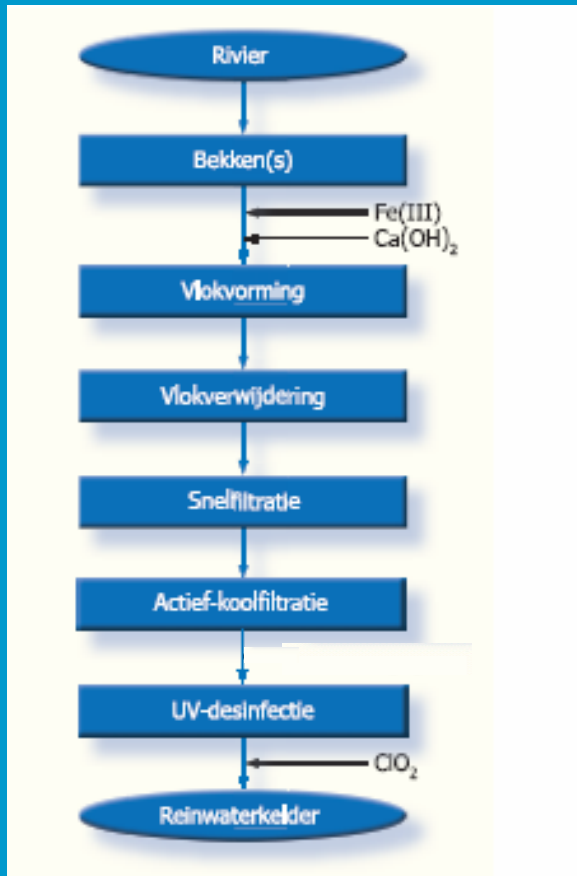 Rivier
Bekken(s)
Fe(III)
Ca(OH)₂
Vlokvorming
Vlokverwijdering
Snelfiltratie
Actief-koolfiltratie
UV-desinfectie
ClO₂
Reinwaterkelder